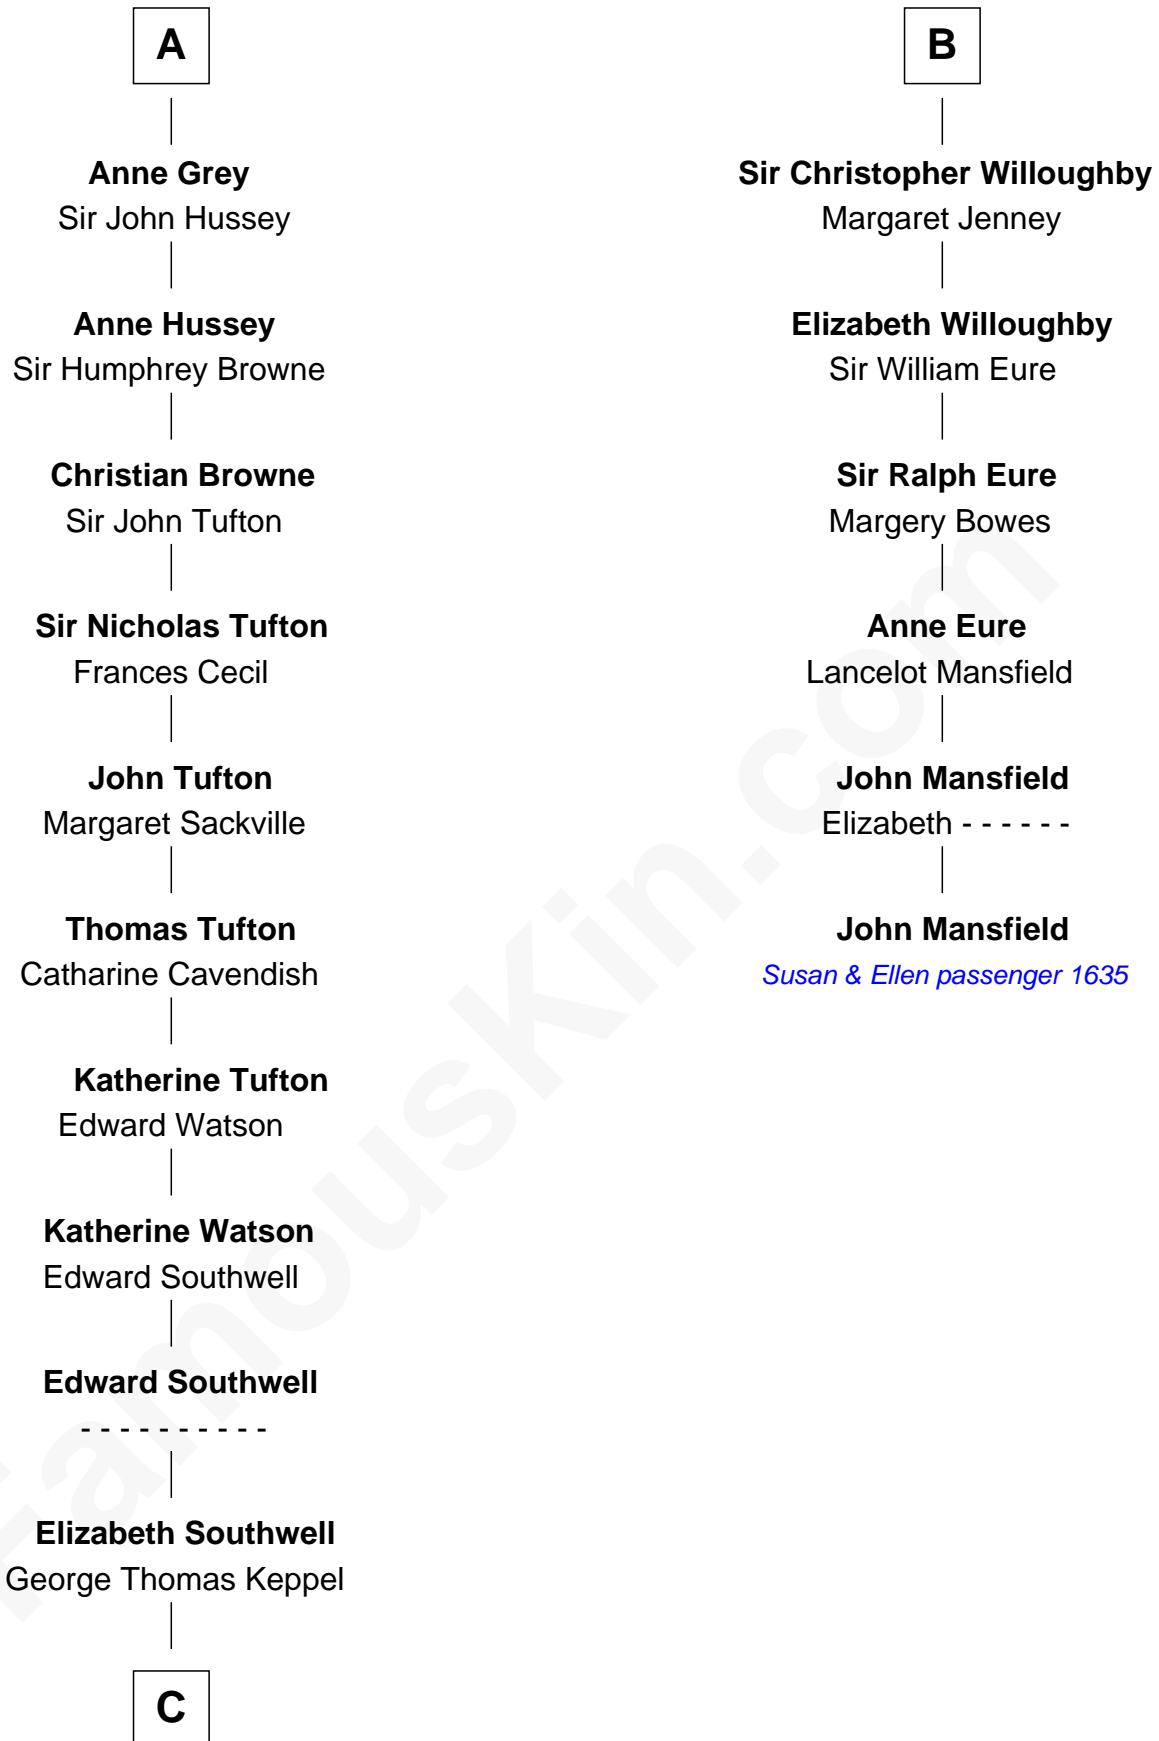 A
Anne Grey
Sir John Hussey
Anne Hussey
Sir Humphrey Browne
Christian Browne
Sir John Tufton
Sir Nicholas Tufton
Frances Cecil
John Tufton
Margaret Sackville
Thomas Tufton
Catharine Cavendish
Katherine Tufton
Edward Watson
Katherine Watson
Edward Southwell
Edward Southwell
- - - - - - - - - -
Elizabeth Southwell
George Thomas Keppel
C
B
Sir Christopher Willoughby
Margaret Jenney
Elizabeth Willoughby
Sir William Eure
Sir Ralph Eure
Margery Bowes
Anne Eure
Lancelot Mansfield
John Mansfield
Elizabeth - - - - - -
John Mansfield
Susan & Ellen passenger 1635
FamousKin.com